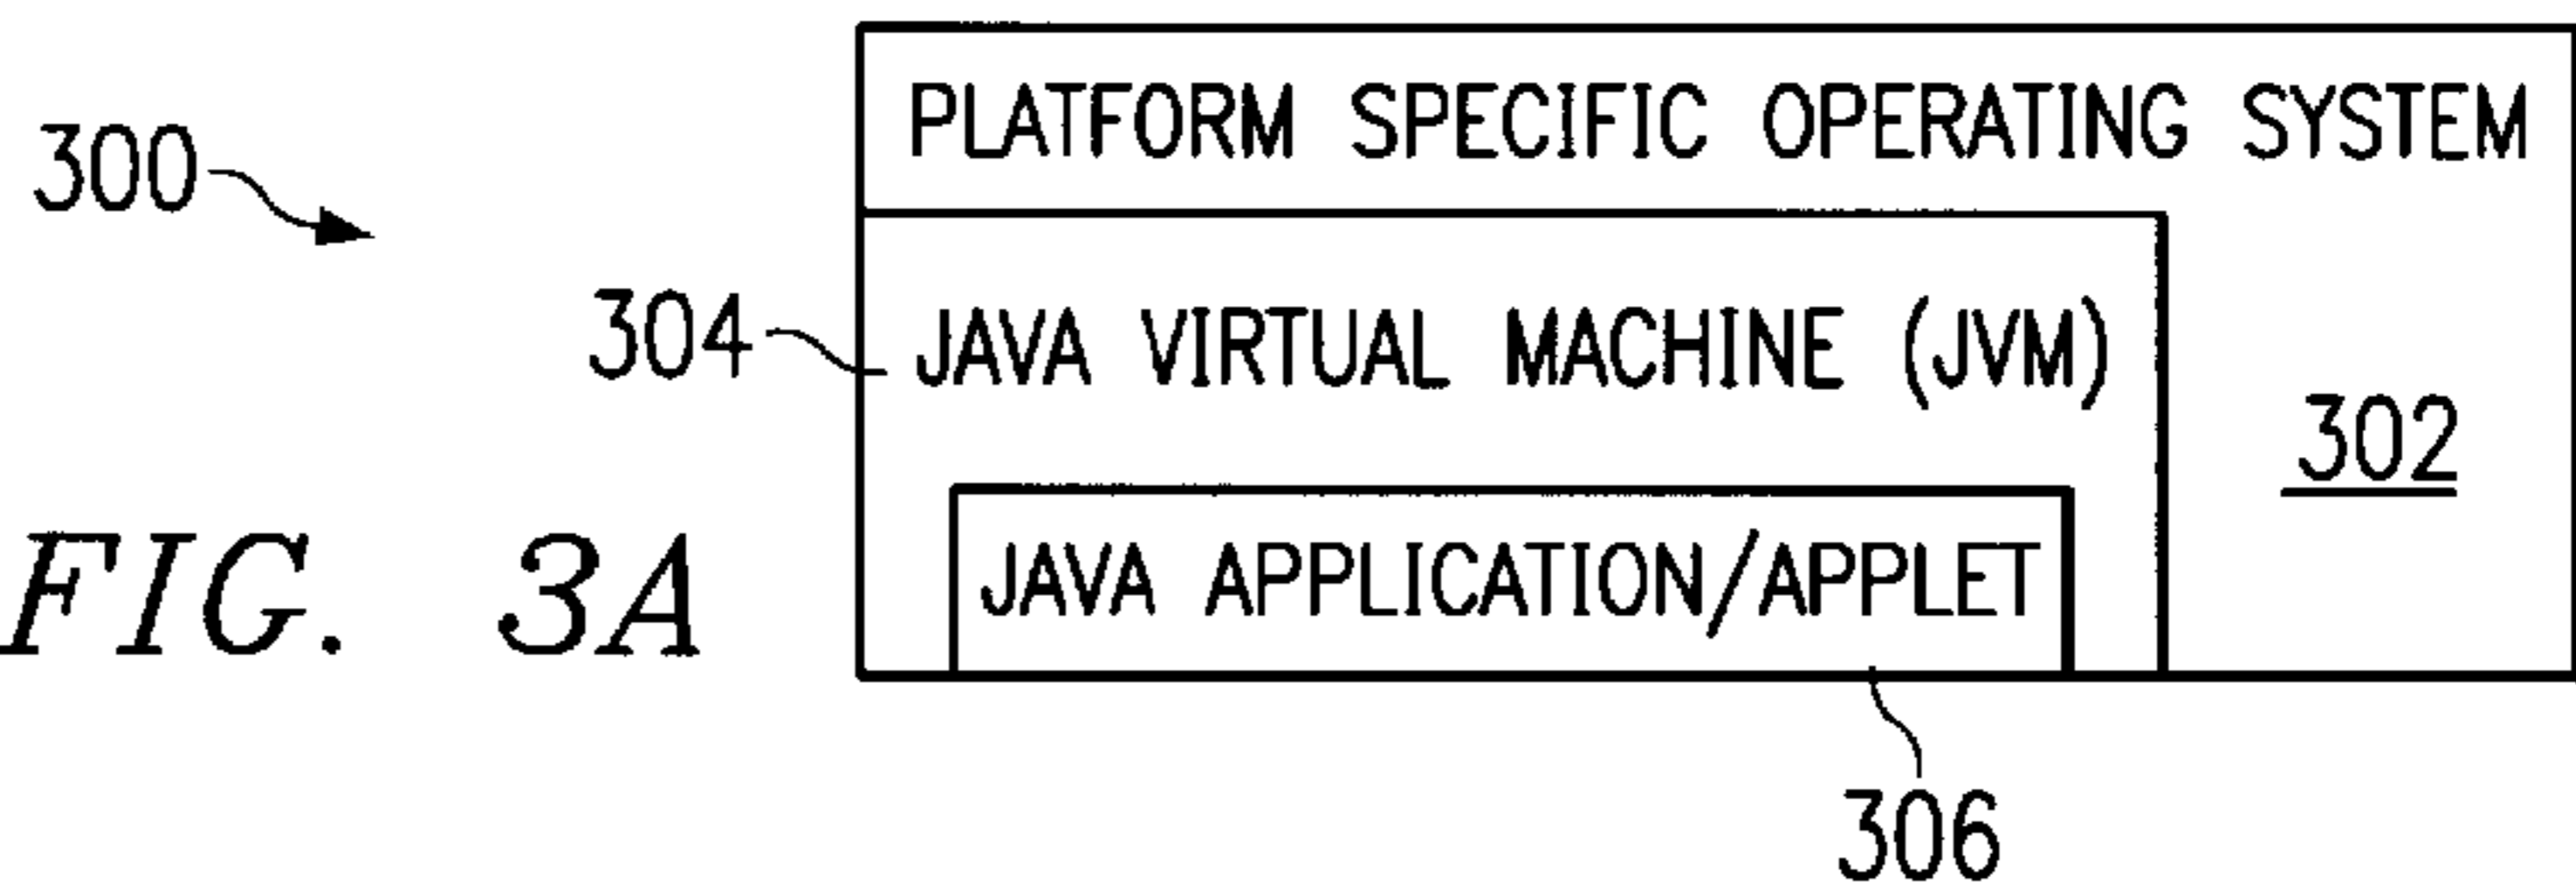 PLATFORM SPECIFIC OPERATING SYSTEM
300
304
JAVA VIRTUAL MACHINE (JVM)
302
JAVA APPLICATION/APPLET
FIG. 3A
306